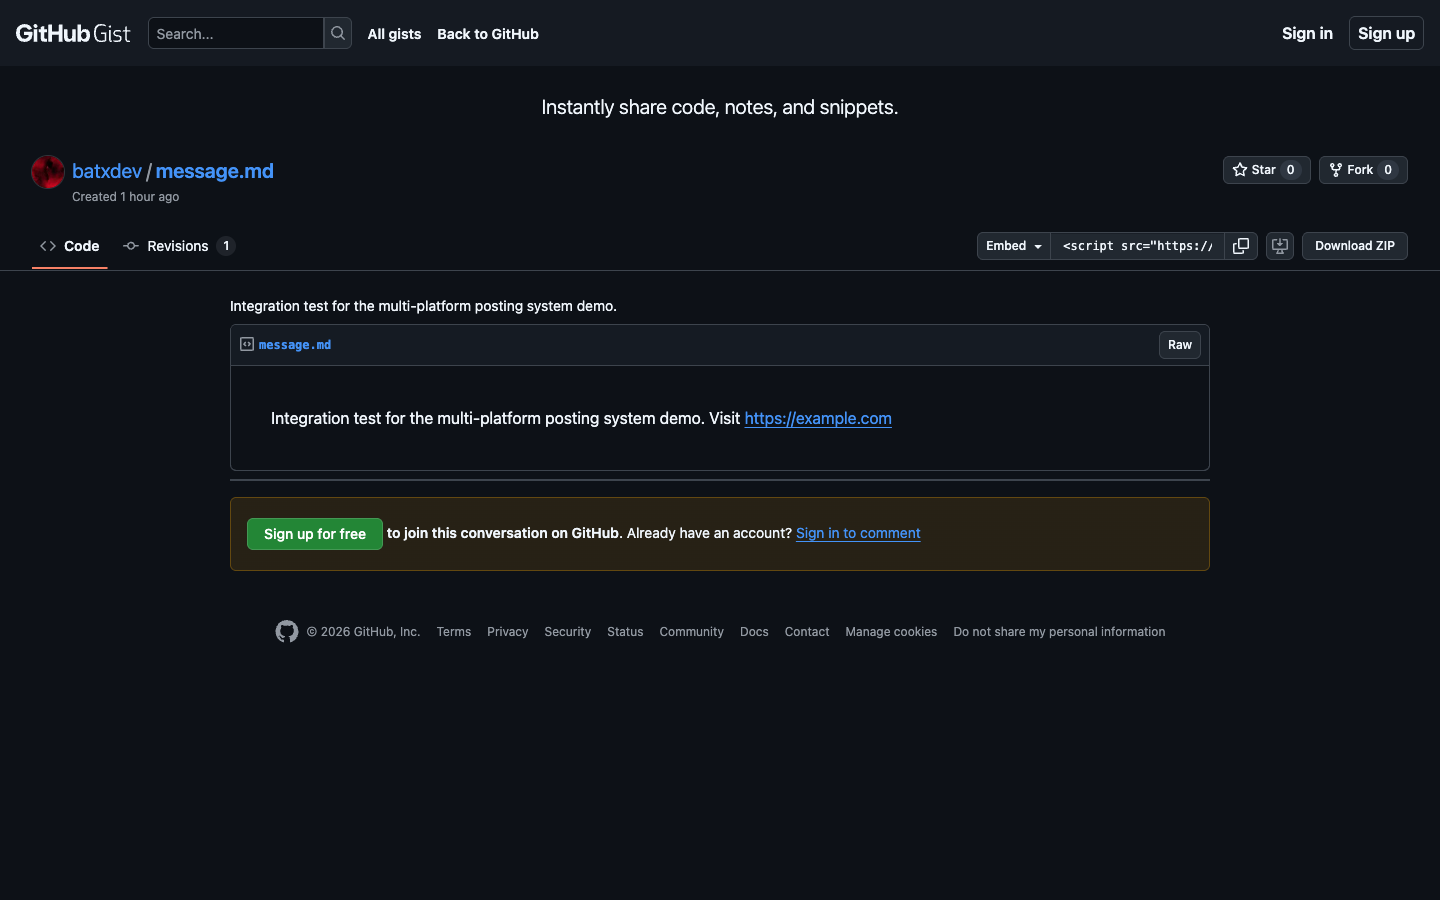 GitHub Gist Search... All gists Back to GitHub Sign in Sign up
Instantly share code, notes, and snippets.
batxdev / message.md Star 0 Fork 0
Created 1 hour ago
Code Revisions 1 Embed <script src="https:// Download ZIP
Integration test for the multi-platform posting system demo.
message.md Raw
Integration test for the multi-platform posting system demo. Visit https://example.com
Sign up for free to join this conversation on GitHub. Already have an account? Sign in to comment
© 2026 GitHub, Inc. Terms Privacy Security Status Community Docs Contact Manage cookies Do not share my personal information